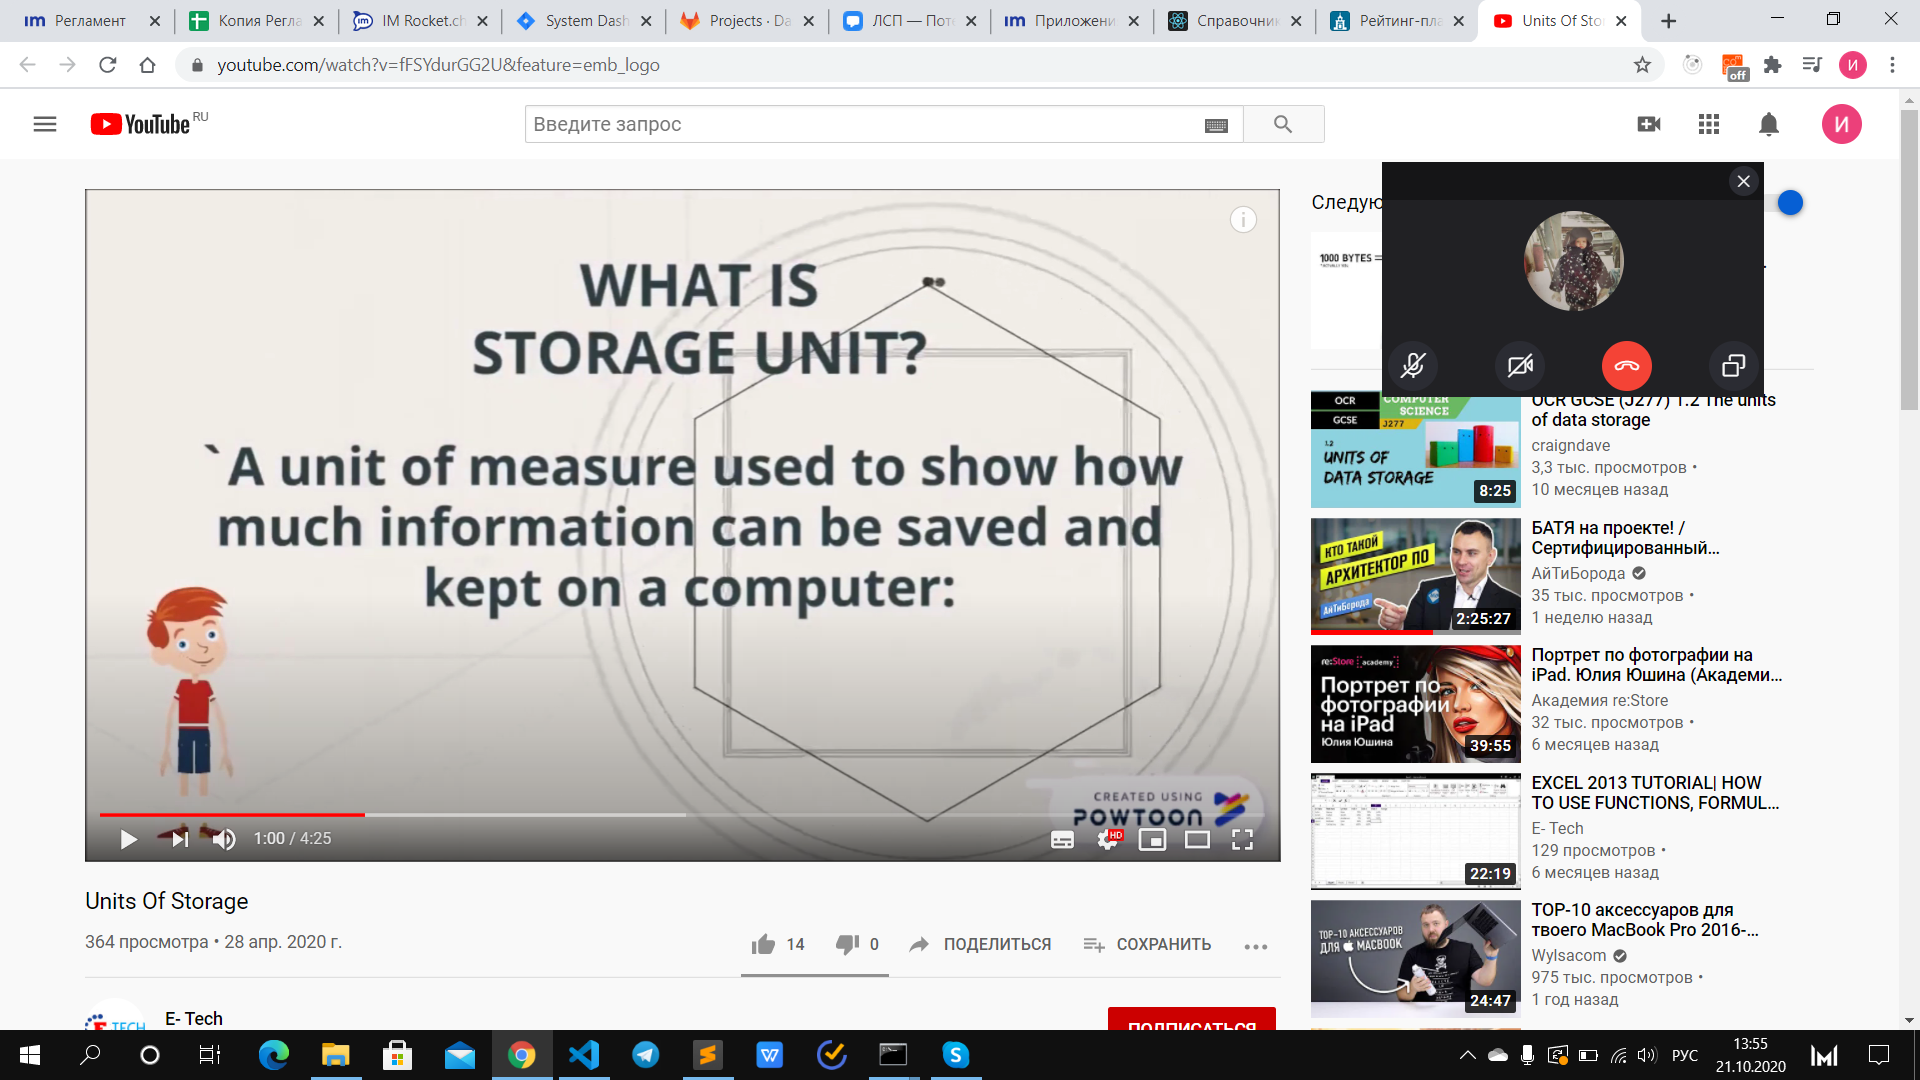 Регламент
Копия Регла
IM Rocket.ch
System Dash
Projects · Da
ЛСП — Поте
Приложени
Справочник
Рейтинг-пла
Units Of Sto
youtube.com/watch?v=fFSYdurGG2U&feature=emb_logo
off
И
YouTube RU
Введите запрос
И
WHAT IS
STORAGE UNIT?
`A unit of measure used to show how
much information can be saved and
kept on a computer:
CREATED USING
POWTOON
1:00 / 4:25
HD
Units Of Storage
364 просмотра • 28 апр. 2020 г.
14
0
ПОДЕЛИТЬСЯ
СОХРАНИТЬ
E- Tech
TECH
ПОДПИСАТЬСЯ
Следую
1000 BYTES =
OCR
GCSE
COMPUTER
SCIENCE
J277
1.2
UNITS OF
DATA STORAGE
8:25
OCR GCSE (J277) 1.2 The units
of data storage
craigndave
3,3 тыс. просмотров •
10 месяцев назад
КТО ТАКОЙ
АРХИТЕКТОР ПО
АйТиБорода
2:25:27
БАТЯ на проекте! /
Сертифицированный...
АйТиБорода
35 тыс. просмотров •
1 неделю назад
re:Store academy
Портрет по
фотографии
на iPad
Юлия Юшина
39:55
Портрет по фотографии на
iPad. Юлия Юшина (Академи...
Академия re:Store
32 тыс. просмотров •
6 месяцев назад
22:19
EXCEL 2013 TUTORIAL| HOW
TO USE FUNCTIONS, FORMUL...
E- Tech
129 просмотров •
6 месяцев назад
ТОР-10 АКСЕССУАРОВ
ДЛЯ MACBOOK
24:47
TOP-10 аксессуаров для
твоего MacBook Pro 2016-...
Wylsacom
975 тыс. просмотров •
1 год назад
РУС
13:55
21.10.2020